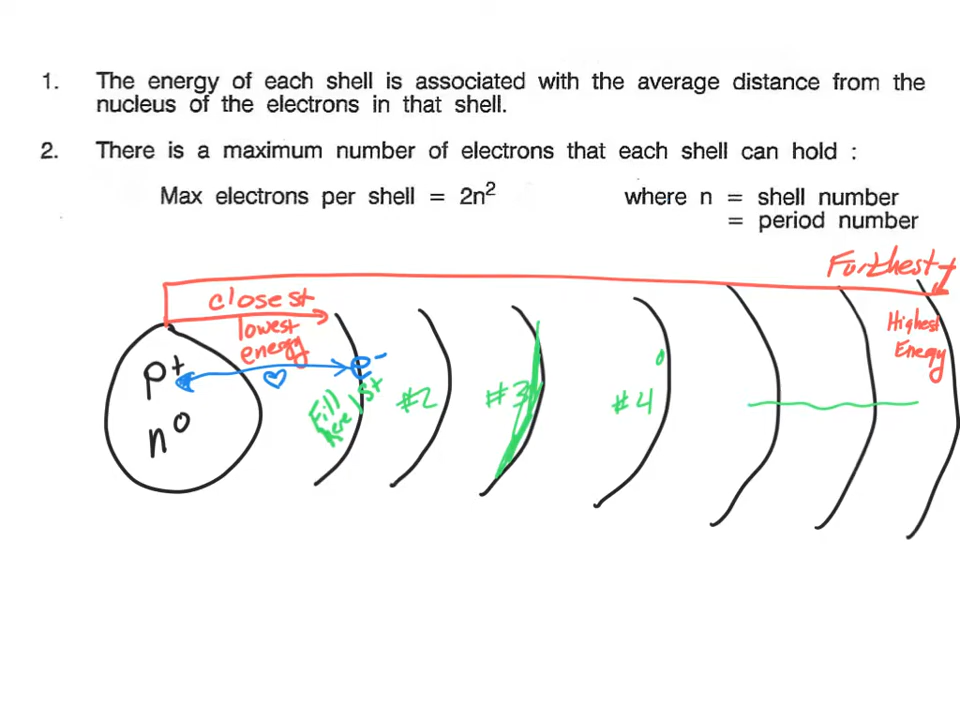 1. The energy of each shell is associated with the average distance from the
nucleus of the electrons in that shell.
2. There is a maximum number of electrons that each shell can hold :
Max electrons per shell = 2n² where n = shell number
= period number
Furthest
closest
lowest
energy
Highest
Energy
p+
e-
n°
Fill
here 1st
#2
#3
#4